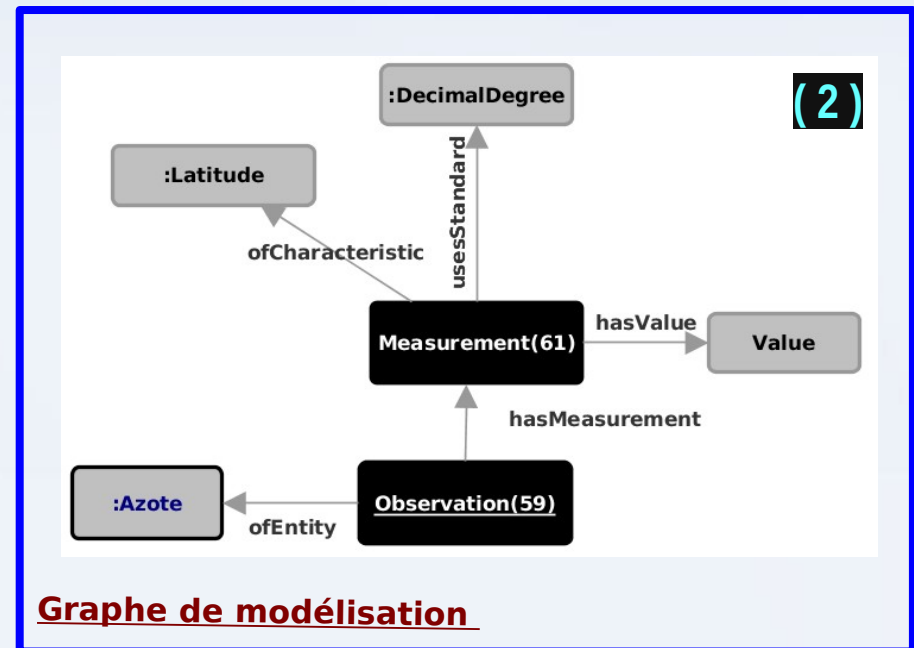 :DecimalDegree
(2)
:Latitude
usesStandard
ofCharacteristic
Measurement(61)
hasValue
Value
hasMeasurement
:Azote
ofEntity
Observation(59)
Graphe de modélisation